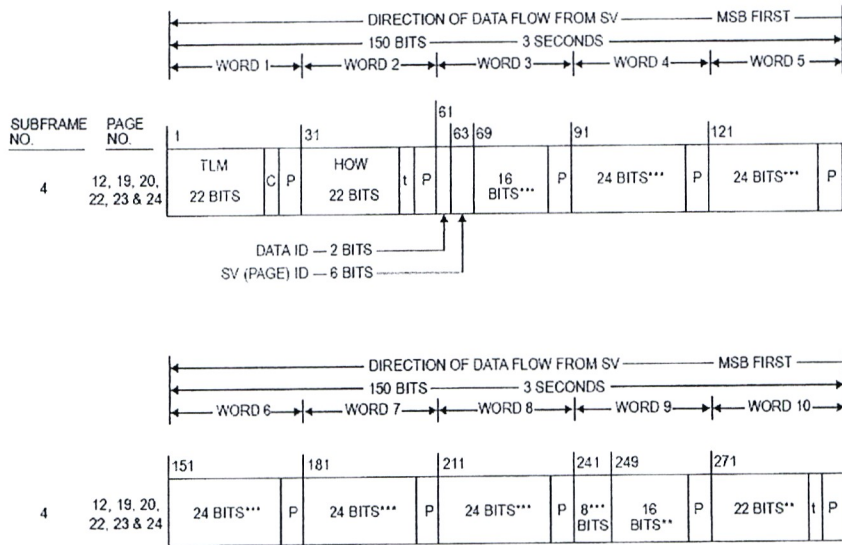 DIRECTION OF DATA FLOW FROM SV MSB FIRST
150 BITS 3 SECONDS
WORD 1 WORD 2 WORD 3 WORD 4 WORD 5
SUBFRAME NO. PAGE NO.
1 31 61 63 69 91 121
4
12, 19, 20, 22, 23 & 24
TLM 22 BITS C P
HOW 22 BITS t P
16 BITS*** P
24 BITS*** P
24 BITS*** P
DATA ID — 2 BITS
SV (PAGE) ID — 6 BITS
DIRECTION OF DATA FLOW FROM SV MSB FIRST
150 BITS 3 SECONDS
WORD 6 WORD 7 WORD 8 WORD 9 WORD 10
151 181 211 241 249 271
4
12, 19, 20, 22, 23 & 24
24 BITS*** P
24 BITS*** P
24 BITS*** P
8*** BITS
16 BITS** P
22 BITS** t P